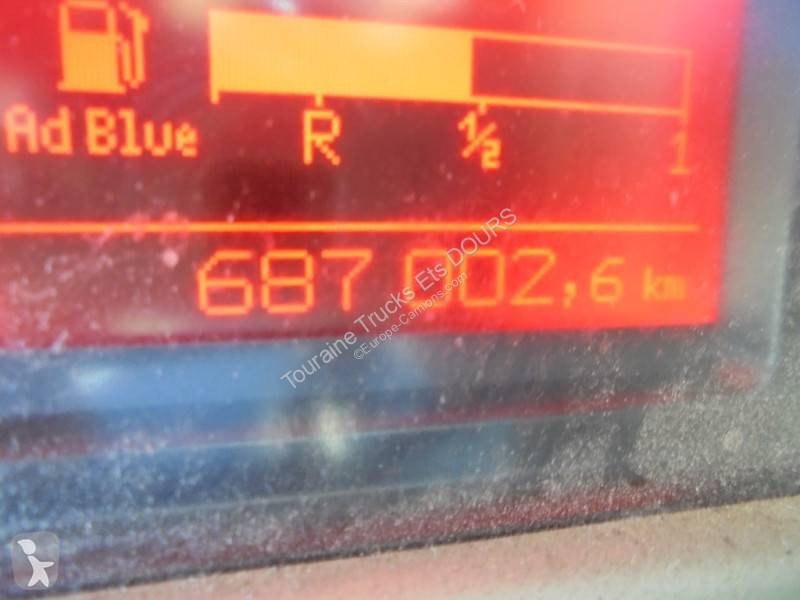 Ad Blue R ½ 1
687 002,6 km
Touraine Trucks Ets DOURS
©Europe-Camions.com